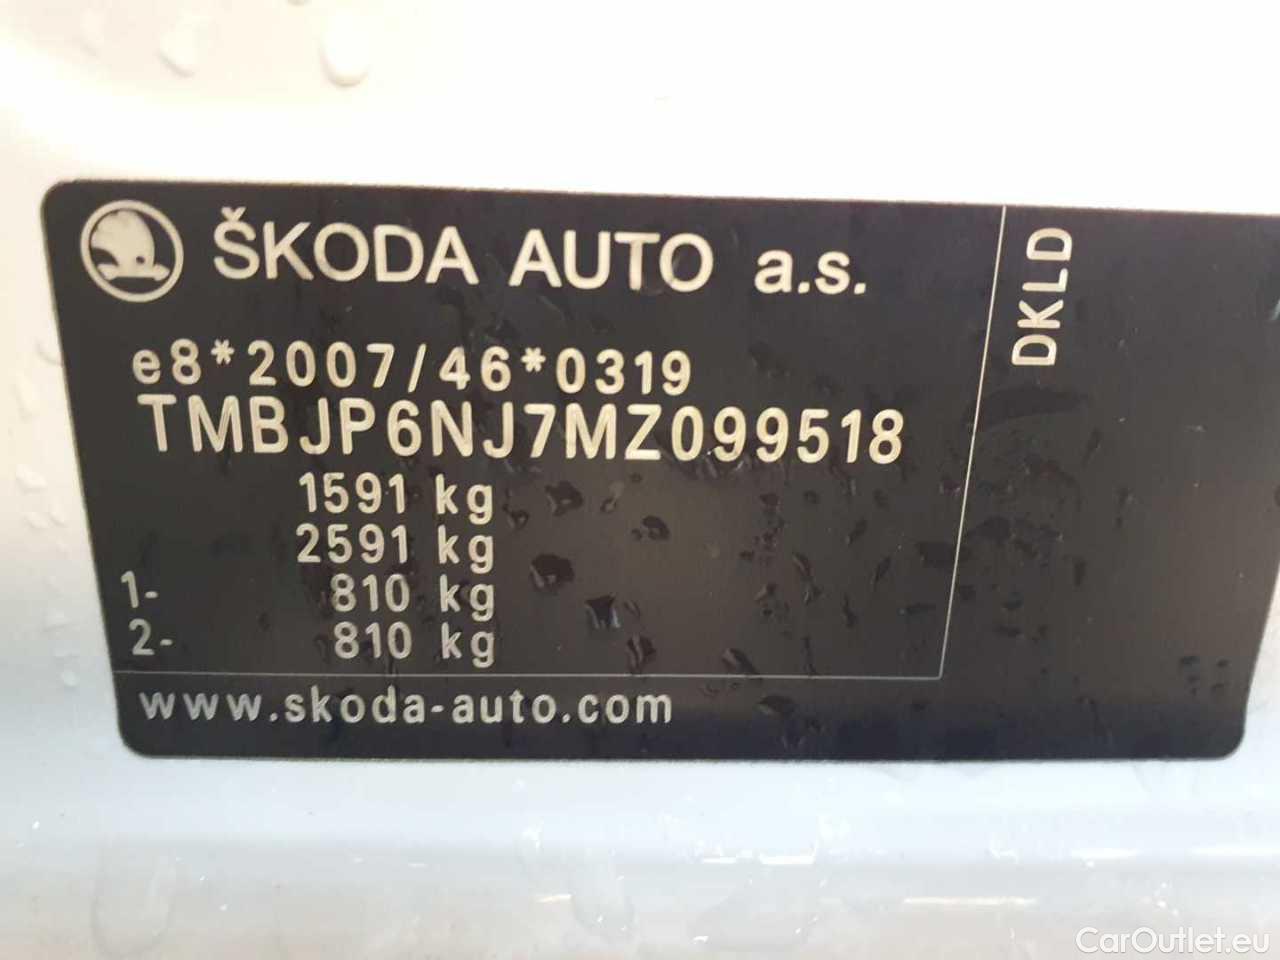 ŠKODA AUTO a.s.
DKLD
e8*2007/46*0319
TMBJP6NJ7MZ099518
1591 kg
2591 kg
1- 810 kg
2- 810 kg
www.skoda-auto.com
CarOutlet.eu